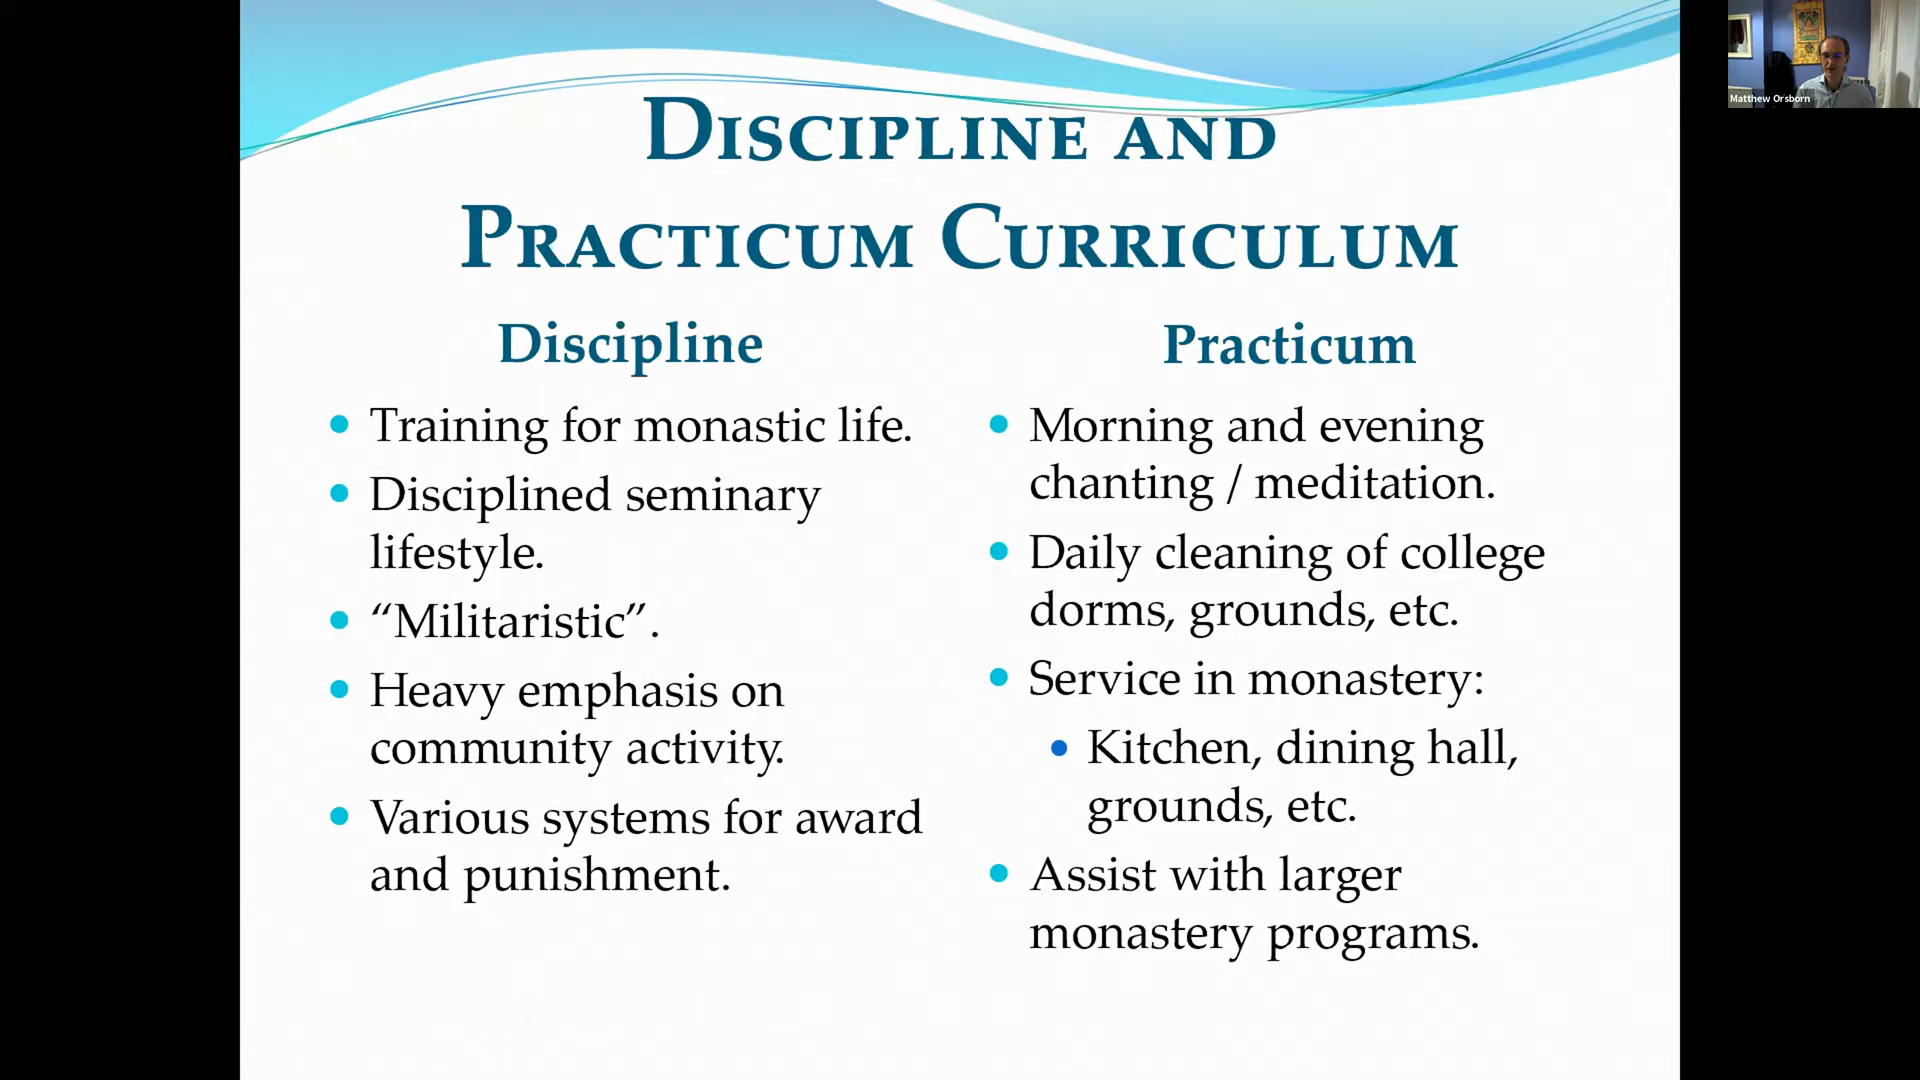 Discipline and
Practicum Curriculum
Discipline
Training for monastic life.
Disciplined seminary
lifestyle.
“Militaristic”.
Heavy emphasis on
community activity.
Various systems for award
and punishment.
Practicum
Morning and evening
chanting / meditation.
Daily cleaning of college
dorms, grounds, etc.
Service in monastery:
Kitchen, dining hall,
grounds, etc.
Assist with larger
monastery programs.
Matthew Orsborn